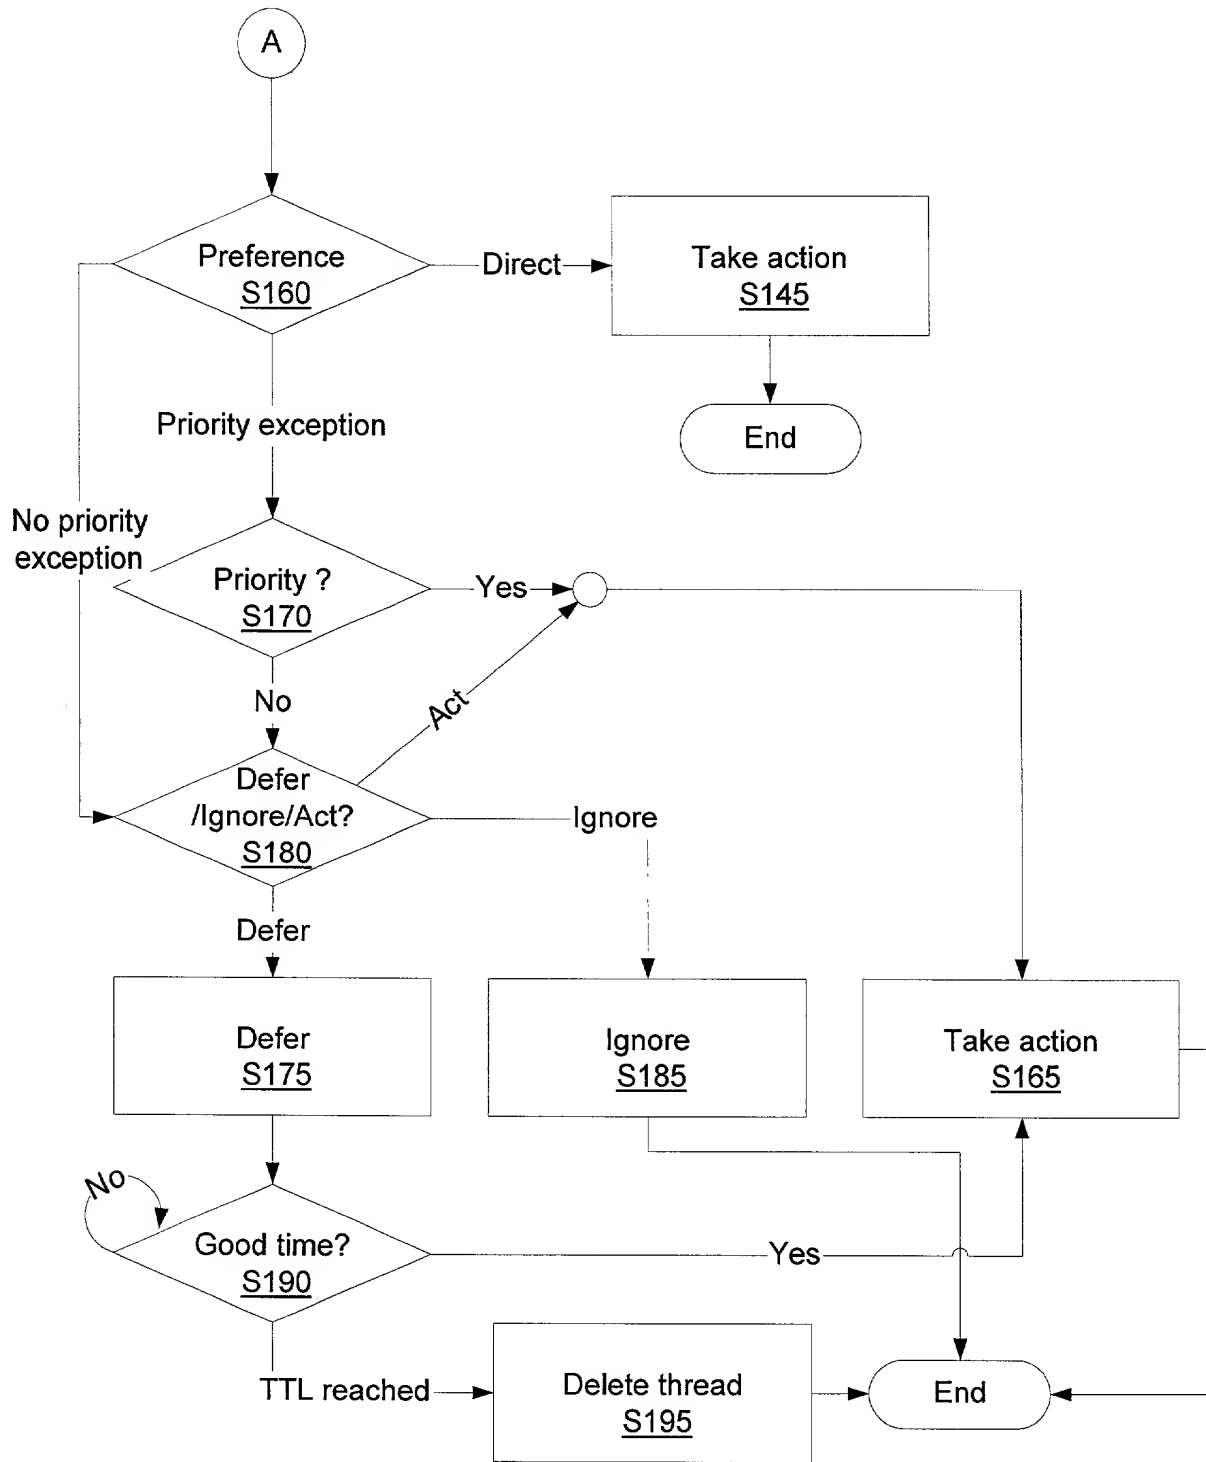 A
Preference
S160
Direct
Take action
S145
End
Priority exception
No priority
exception
Priority ?
S170
Yes
No
Act
Defer
/Ignore/Act?
S180
Ignore
Defer
Defer
S175
Ignore
S185
Take action
S165
No
Good time?
S190
Yes
TTL reached
Delete thread
S195
End